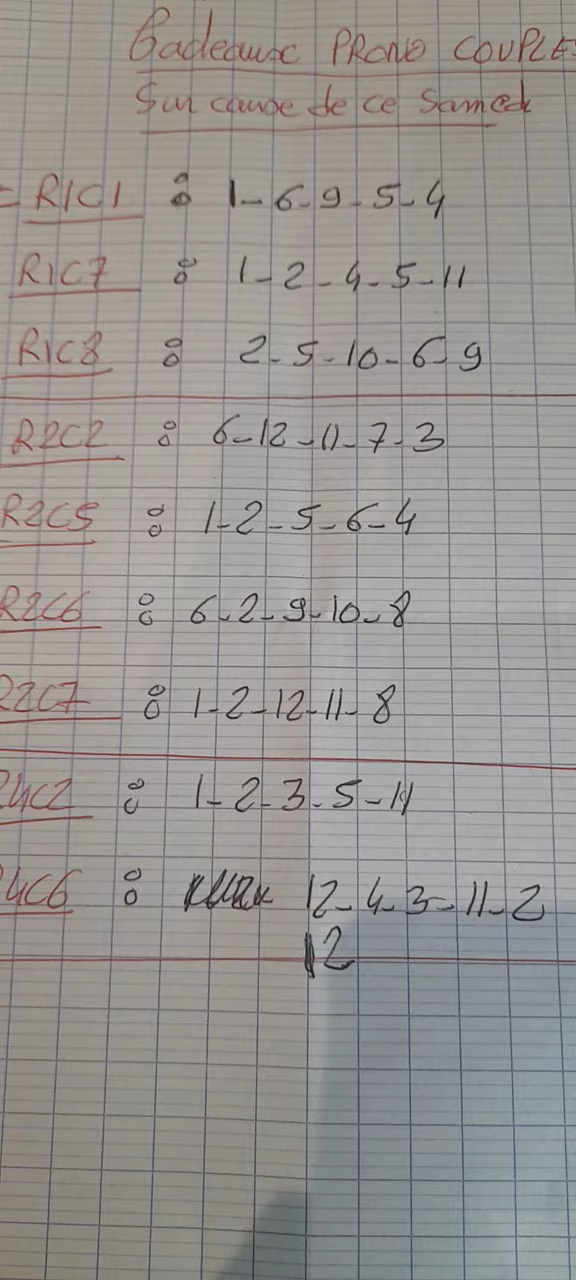 Cadeaux PRONO COUPLE
Sur course de ce Samedi
R1C1 : 1-6-9-5-4
R1C7 : 1-2-4-5-11
R1C8 : 2-5-10-6-9
R2C2 : 6-12-11-7-3
R2C5 : 1-2-5-6-4
R2C6 : 6-2-9-10-8
R2C7 : 1-2-12-11-8
R4C2 : 1-2-3-5-11
R4C6 : 12-4-3-11-2
12